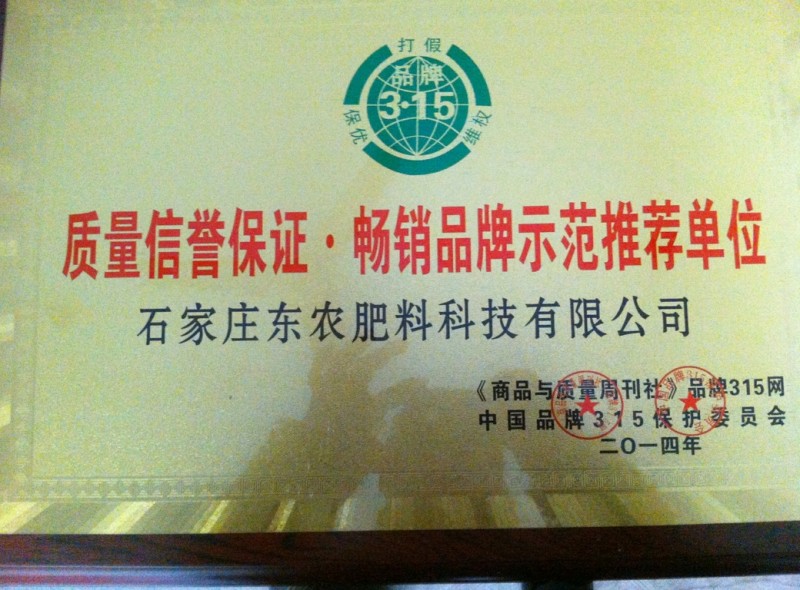 打假
品牌
3·15
保优
维权
质量信誉保证·畅销品牌示范推荐单位
石家庄东农肥料科技有限公司
《商品与质量周刊社》品牌315网
中国品牌315保护委员会
二〇一四年